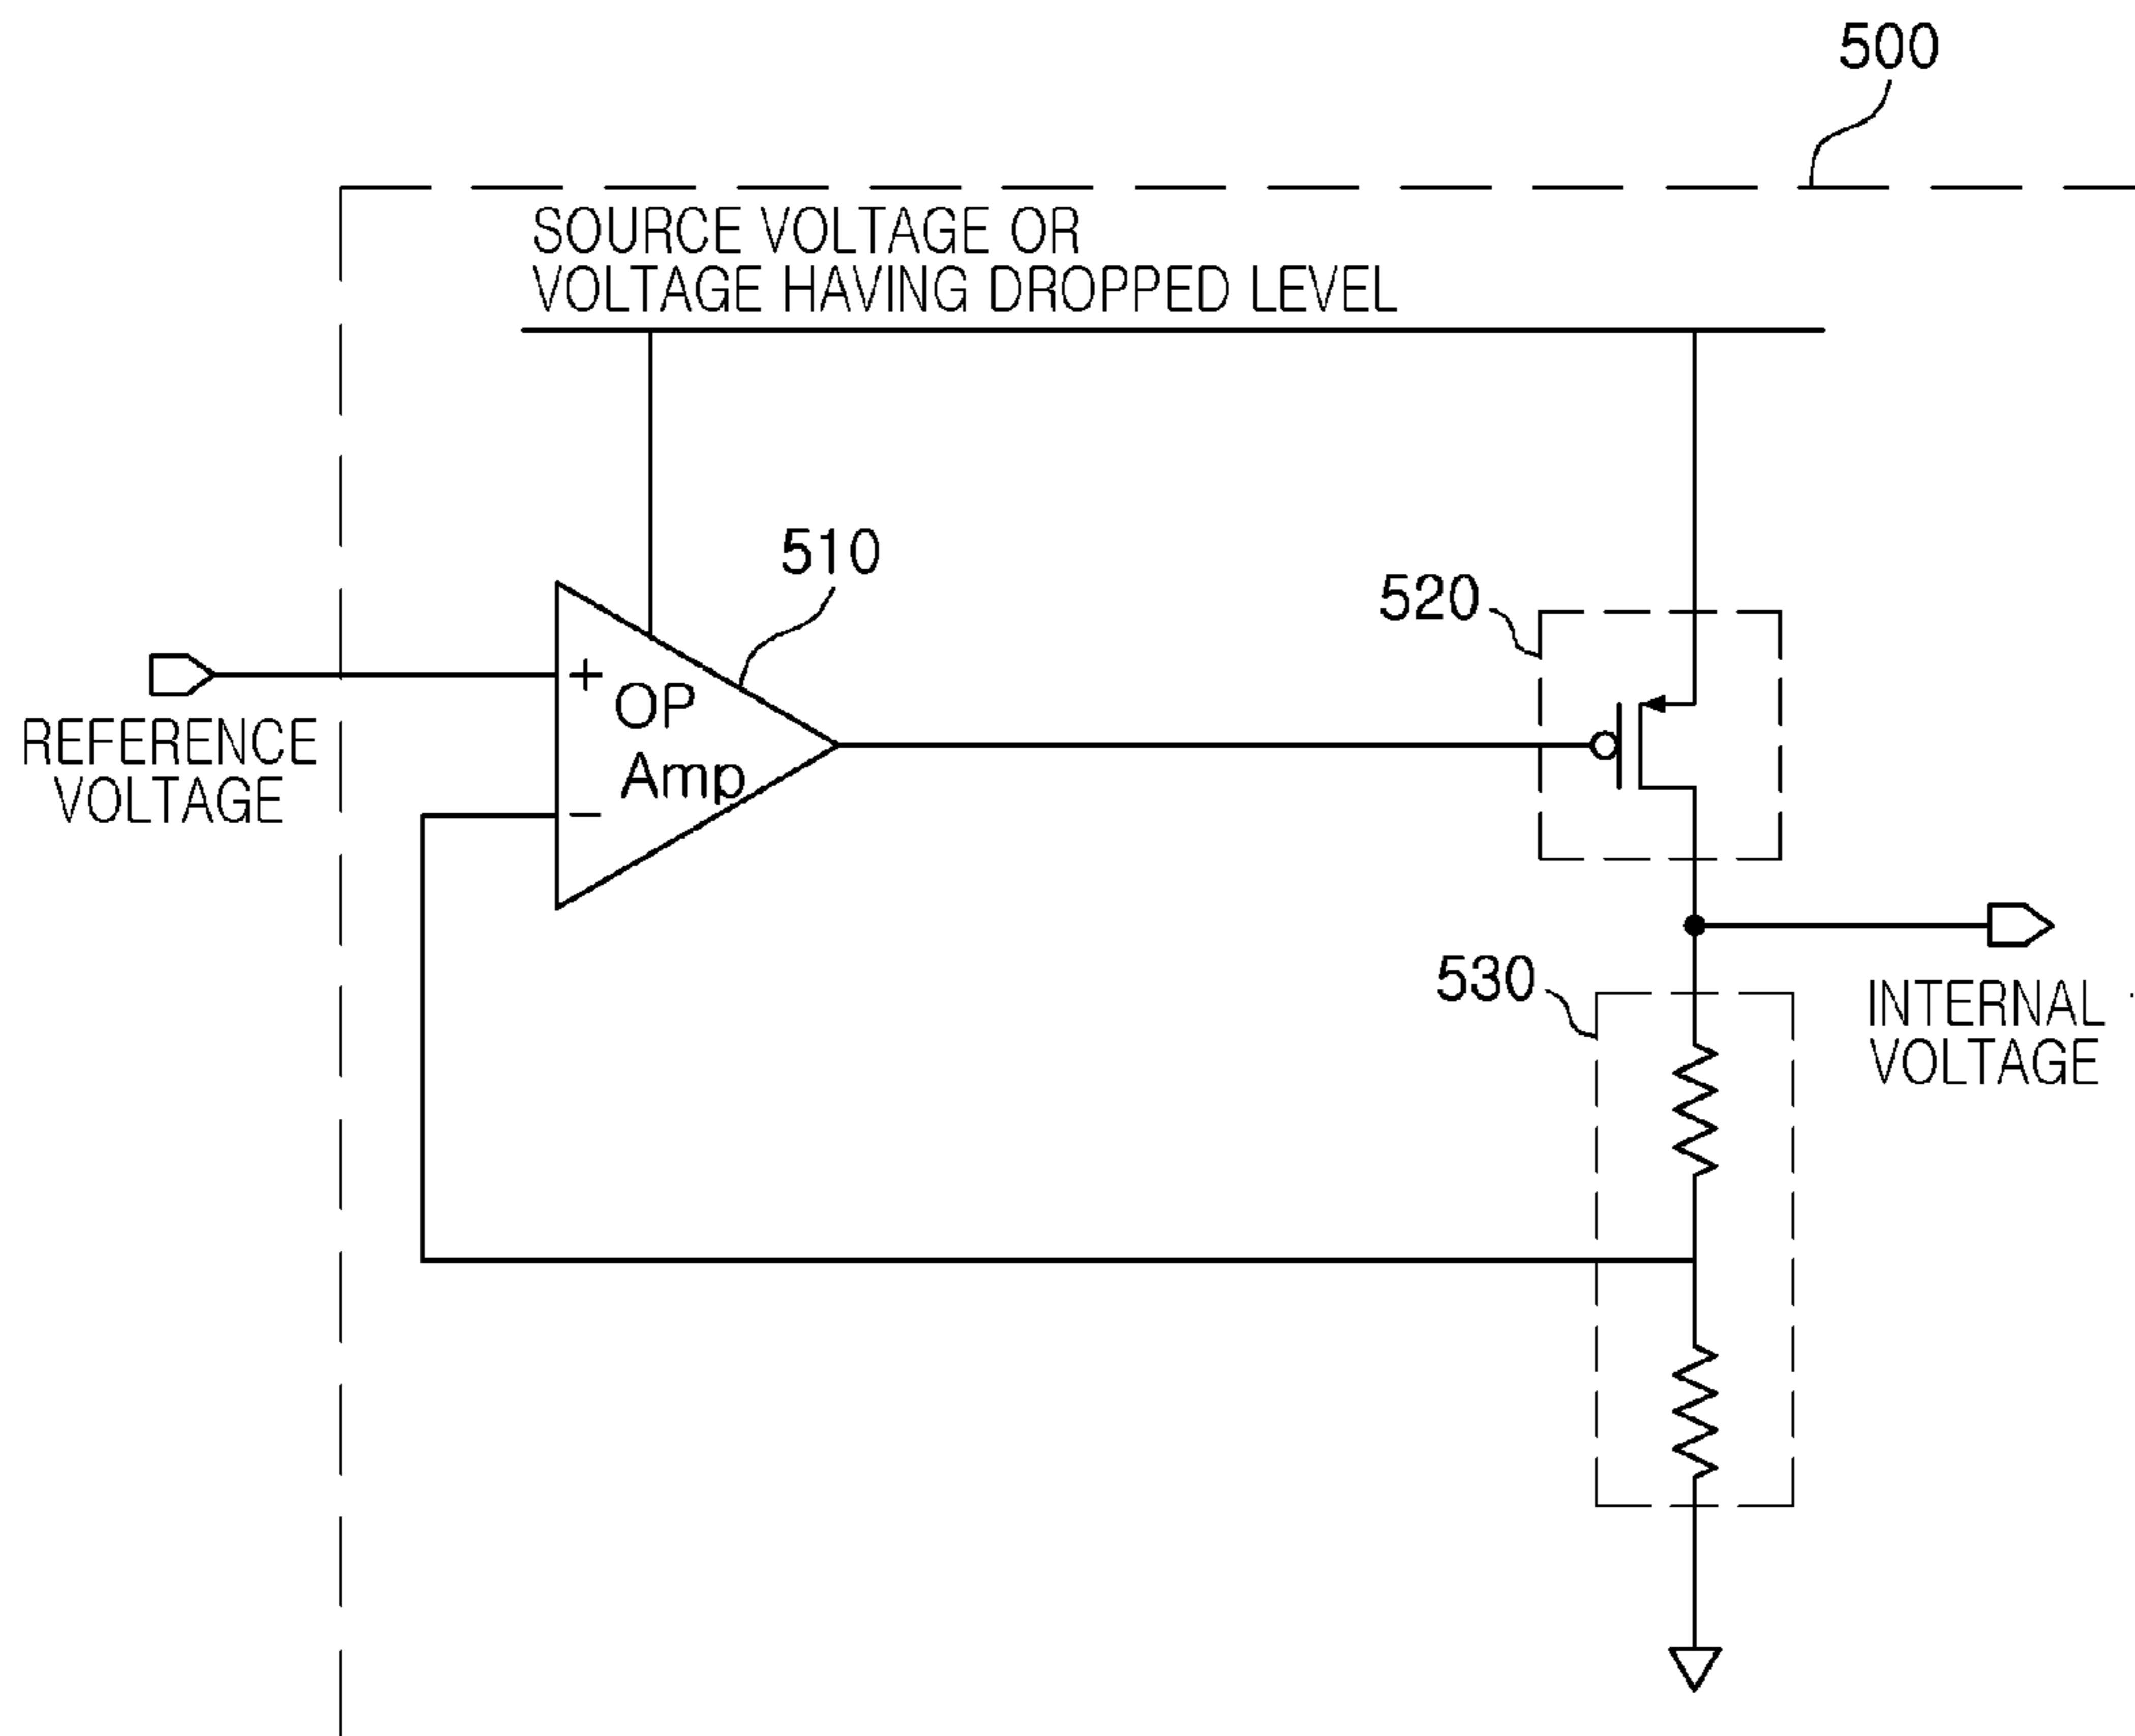 500
SOURCE VOLTAGE OR
VOLTAGE HAVING DROPPED LEVEL
510
520
+
OP
Amp
−
REFERENCE
VOLTAGE
530
INTERNAL
VOLTAGE